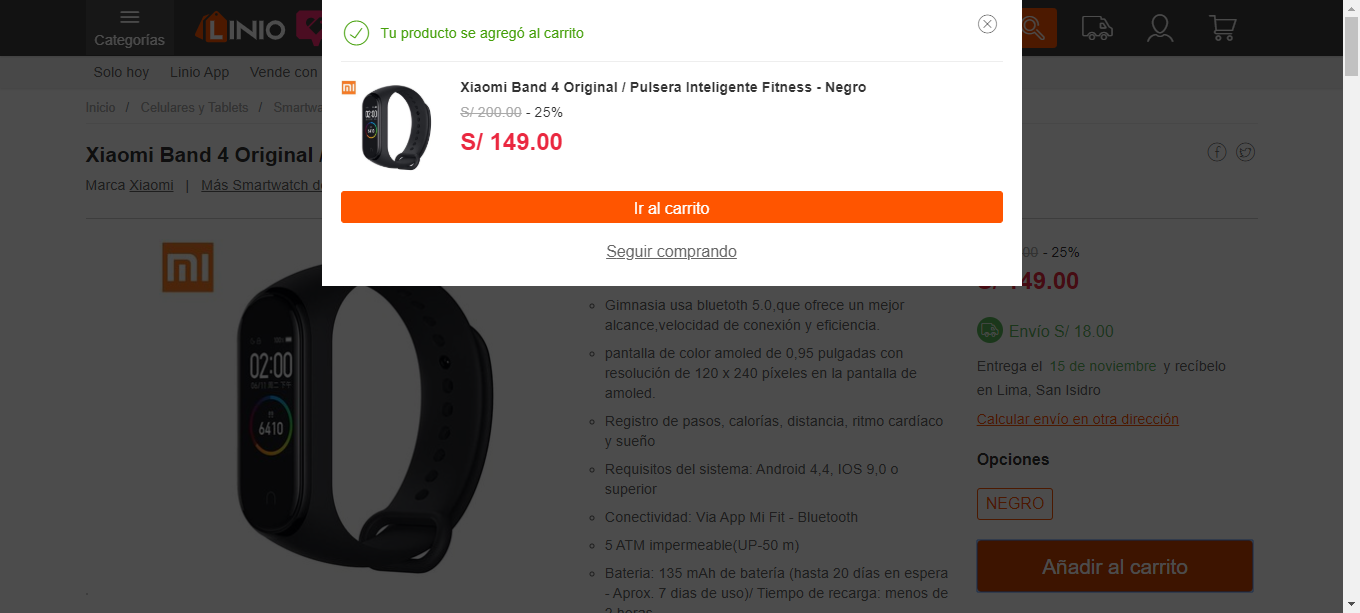 Categorías
LINIO
Solo hoy Linio App Vende con
Inicio / Celulares y Tablets / Smartwa
Tu producto se agregó al carrito
mi
Xiaomi Band 4 Original / Pulsera Inteligente Fitness - Negro
S/ 200.00 - 25%
S/ 149.00
Ir al carrito
Seguir comprando
Xiaomi Band 4 Original /
Marca Xiaomi | Más Smartwatch de
mi
02:00
6410
Gimnasia usa bluetoth 5.0,que ofrece un mejor
alcance,velocidad de conexión y eficiencia.
pantalla de color amoled de 0,95 pulgadas con
resolución de 120 x 240 píxeles en la pantalla de
amoled.
Registro de pasos, calorías, distancia, ritmo cardíaco
y sueño
Requisitos del sistema: Android 4,4, IOS 9,0 o
superior
Conectividad: Via App Mi Fit - Bluetooth
5 ATM impermeable(UP-50 m)
Bateria: 135 mAh de batería (hasta 20 días en espera
- Aprox. 7 dias de uso)/ Tiempo de recarga: menos de
2 horas
00 - 25%
S/ 149.00
Envío S/ 18.00
Entrega el 15 de noviembre y recíbelo
en Lima, San Isidro
Calcular envío en otra dirección
Opciones
NEGRO
Añadir al carrito